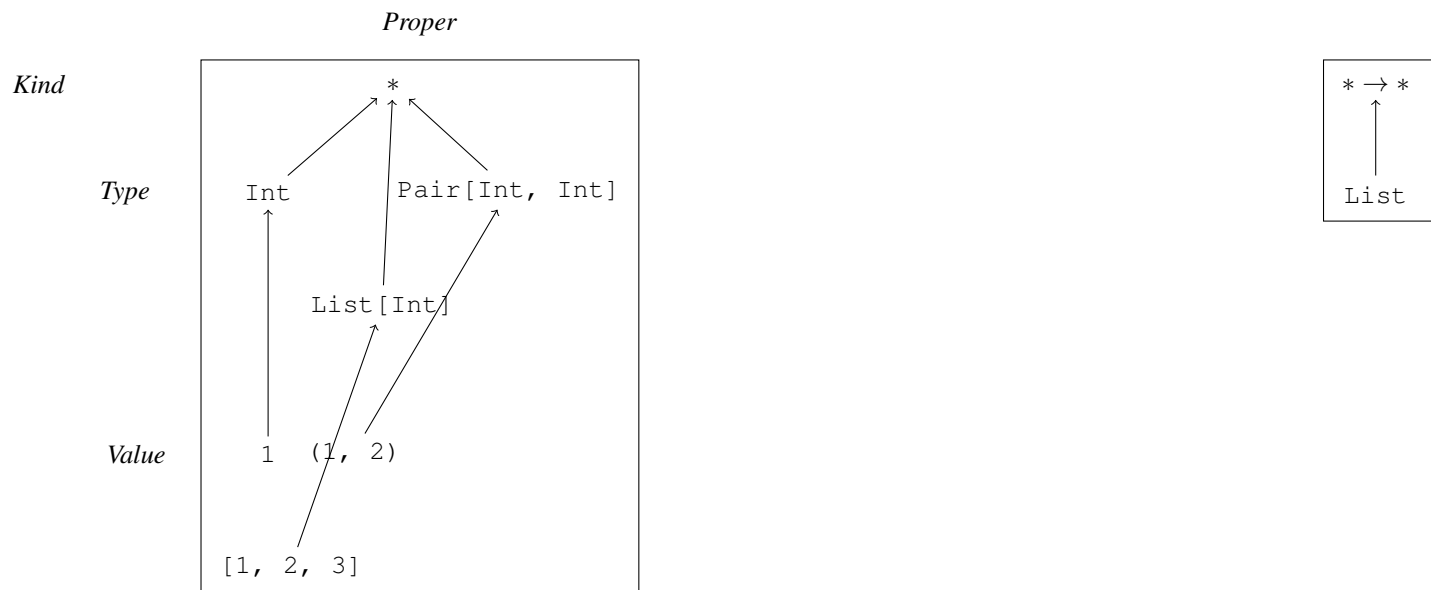 Proper
Kind * * → *
Type Int Pair[Int, Int] List
List[Int]
Value 1 (1, 2)
[1, 2, 3]